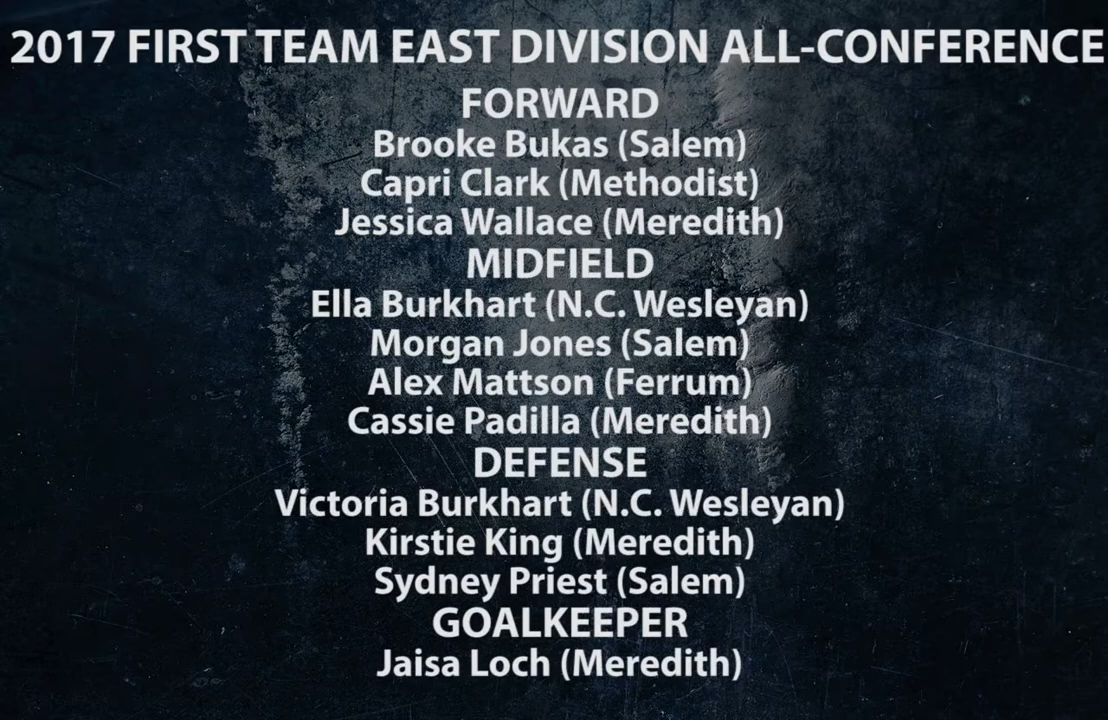 2017 FIRST TEAM EAST DIVISION ALL-CONFERENCE
FORWARD
Brooke Bukas (Salem)
Capri Clark (Methodist)
Jessica Wallace (Meredith)
MIDFIELD
Ella Burkhart (N.C. Wesleyan)
Morgan Jones (Salem)
Alex Mattson (Ferrum)
Cassie Padilla (Meredith)
DEFENSE
Victoria Burkhart (N.C. Wesleyan)
Kirstie King (Meredith)
Sydney Priest (Salem)
GOALKEEPER
Jaisa Loch (Meredith)